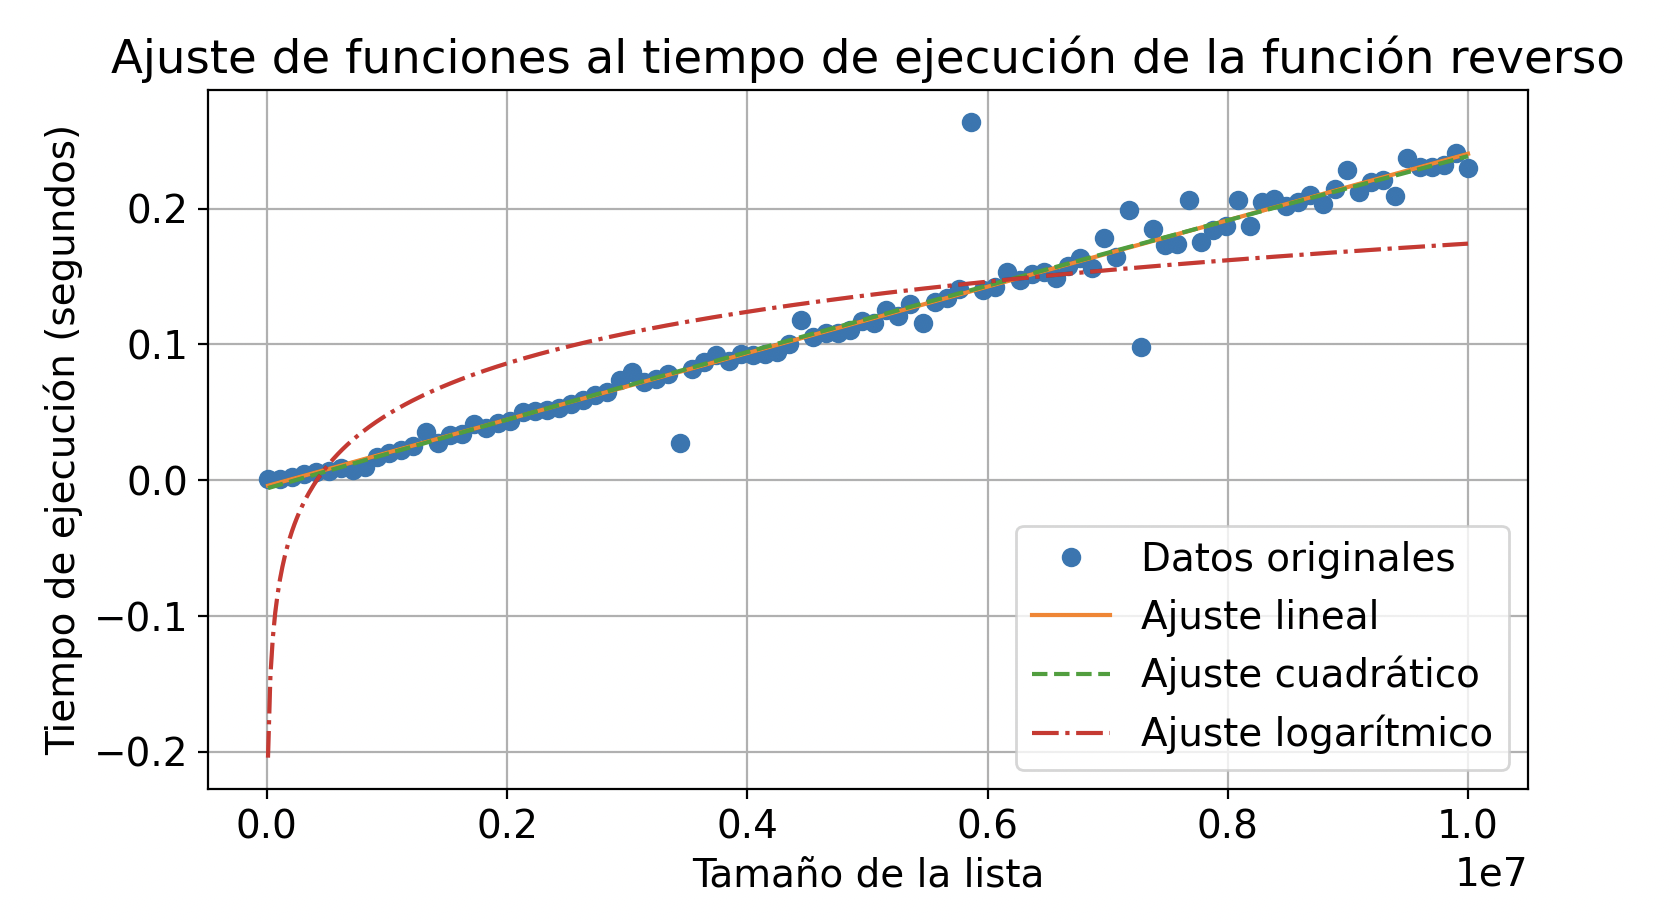 Ajuste de funciones al tiempo de ejecución de la función reverso
Tiempo de ejecución (segundos)
0.2
0.1
0.0
−0.1
−0.2
Datos originales
Ajuste lineal
Ajuste cuadrático
Ajuste logarítmico
0.0 0.2 0.4 0.6 0.8 1.0
Tamaño de la lista
1e7